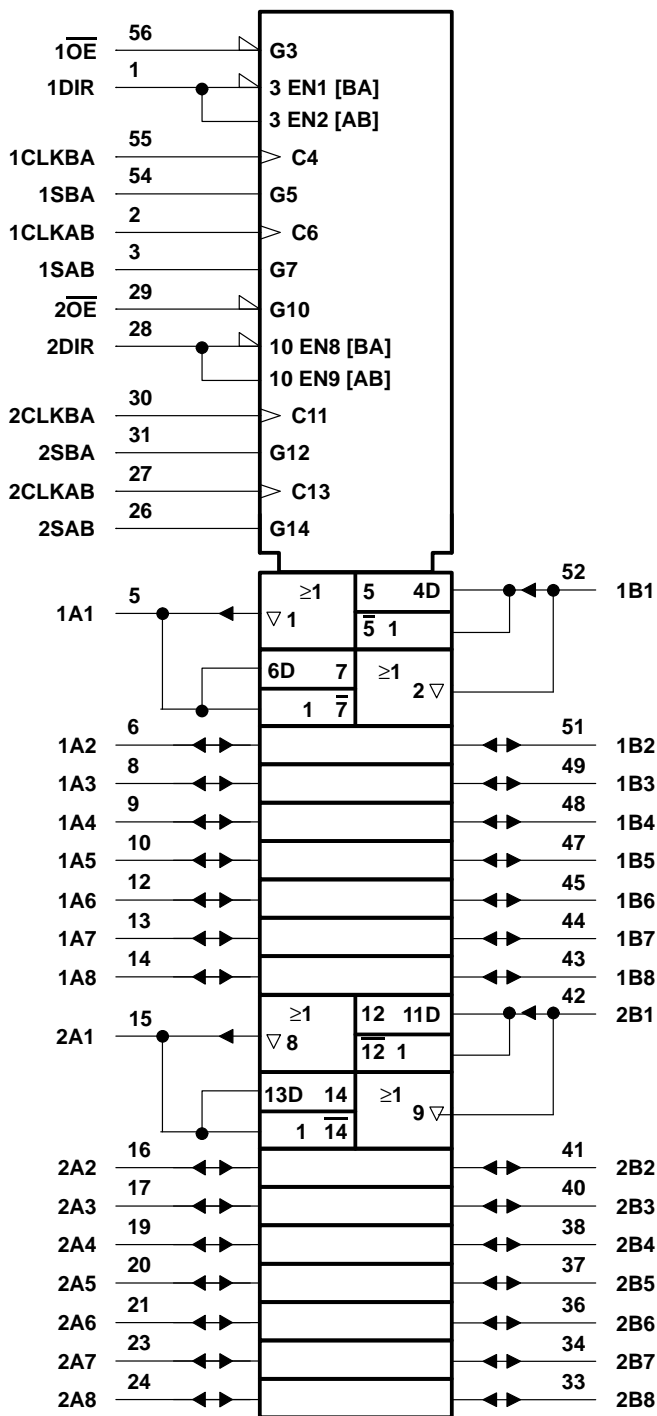 56
1O̅E̅ G3
1
1DIR 3 EN1 [BA]
3 EN2 [AB]
55
1CLKBA C4
54
1SBA G5
2
1CLKAB C6
3
1SAB G7
29
2O̅E̅ G10
28
2DIR 10 EN8 [BA]
10 EN9 [AB]
30
2CLKBA C11
31
2SBA G12
27
2CLKAB C13
26
2SAB G14
5 ≥1 5 4D 52
1A1 ▽ 1 5̅ 1 1B1
6D 7 ≥1
1 7̅ 2 ▽
6 51
1A2 1B2
8 49
1A3 1B3
9 48
1A4 1B4
10 47
1A5 1B5
12 45
1A6 1B6
13 44
1A7 1B7
14 43
1A8 1B8
15 ≥1 12 11D 42
2A1 ▽ 8 1̅2̅ 1 2B1
13D 14 ≥1
1 1̅4̅ 9 ▽
16 41
2A2 2B2
17 40
2A3 2B3
19 38
2A4 2B4
20 37
2A5 2B5
21 36
2A6 2B6
23 34
2A7 2B7
24 33
2A8 2B8